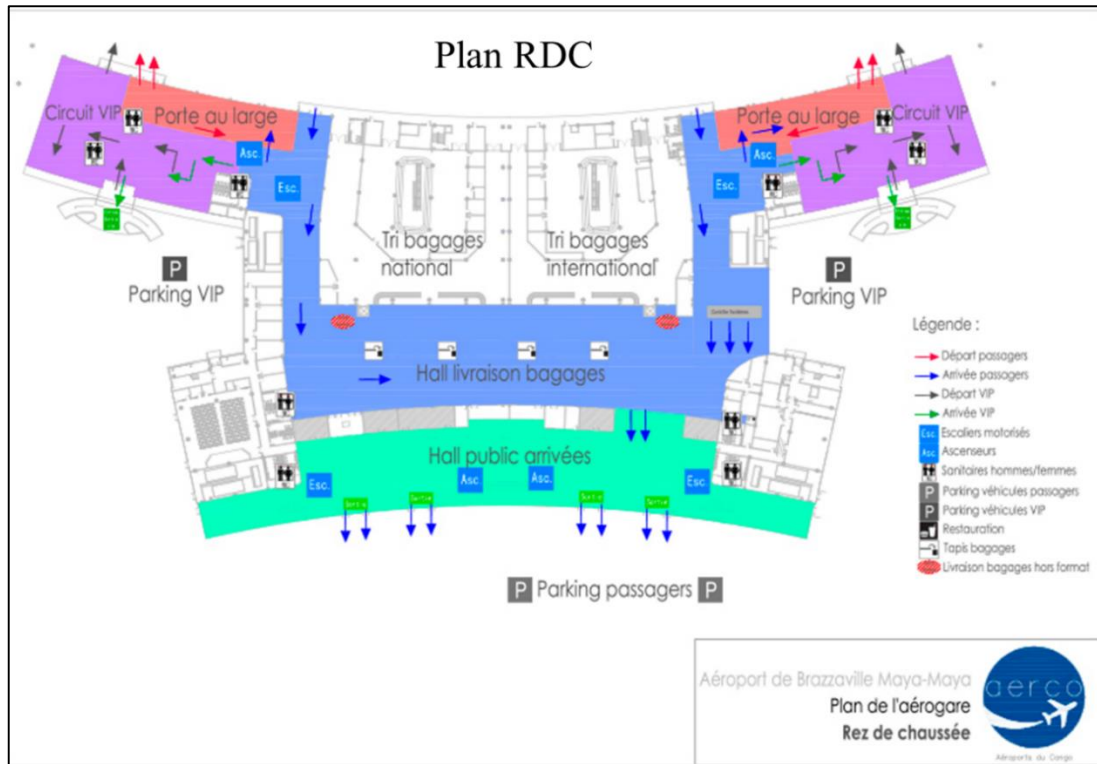 Plan RDC
Circuit VIP
Porte au large
Porte au large
Circuit VIP
Asc.
Esc.
Asc.
Esc.
Tri bagages
national
Tri bagages
international
P
Parking VIP
P
Parking VIP
Hall livraison bagages
Hall public arrivées
Esc.
Asc.
Asc.
Esc.
Sortie
Sortie
Sortie
Sortie
P Parking passagers P
Légende :
Départ passagers
Arrivée passagers
Départ VIP
Arrivée VIP
Esc. Escaliers motorisés
Asc. Ascenseurs
Sanitaires hommes/femmes
P Parking véhicules passagers
P Parking véhicules VIP
Restauration
Tapis bagages
Livraison bagages hors format
Aéroport de Brazzaville Maya-Maya
Plan de l'aérogare
Rez de chaussée
aerco
Aéroports du Congo